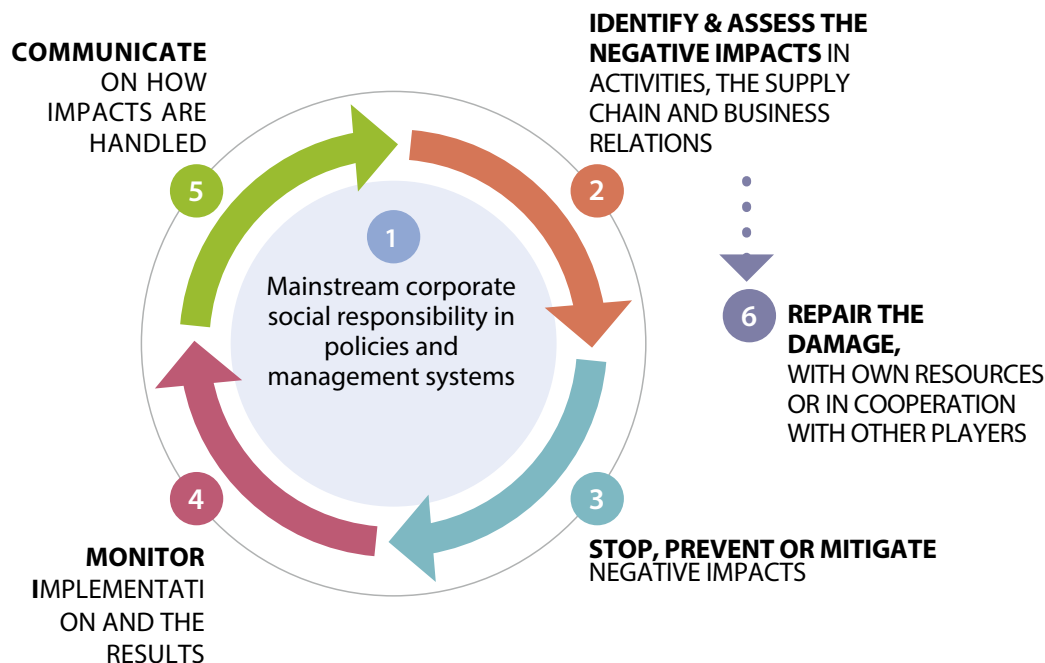 1
Mainstream corporate
social responsibility in
policies and
management systems
2
IDENTIFY & ASSESS THE
NEGATIVE IMPACTS IN
ACTIVITIES, THE SUPPLY
CHAIN AND BUSINESS
RELATIONS
3
STOP, PREVENT OR MITIGATE
NEGATIVE IMPACTS
4
MONITOR
IMPLEMENTATI
ON AND THE
RESULTS
5
COMMUNICATE
ON HOW
IMPACTS ARE
HANDLED
6
REPAIR THE
DAMAGE,
WITH OWN RESOURCES
OR IN COOPERATION
WITH OTHER PLAYERS